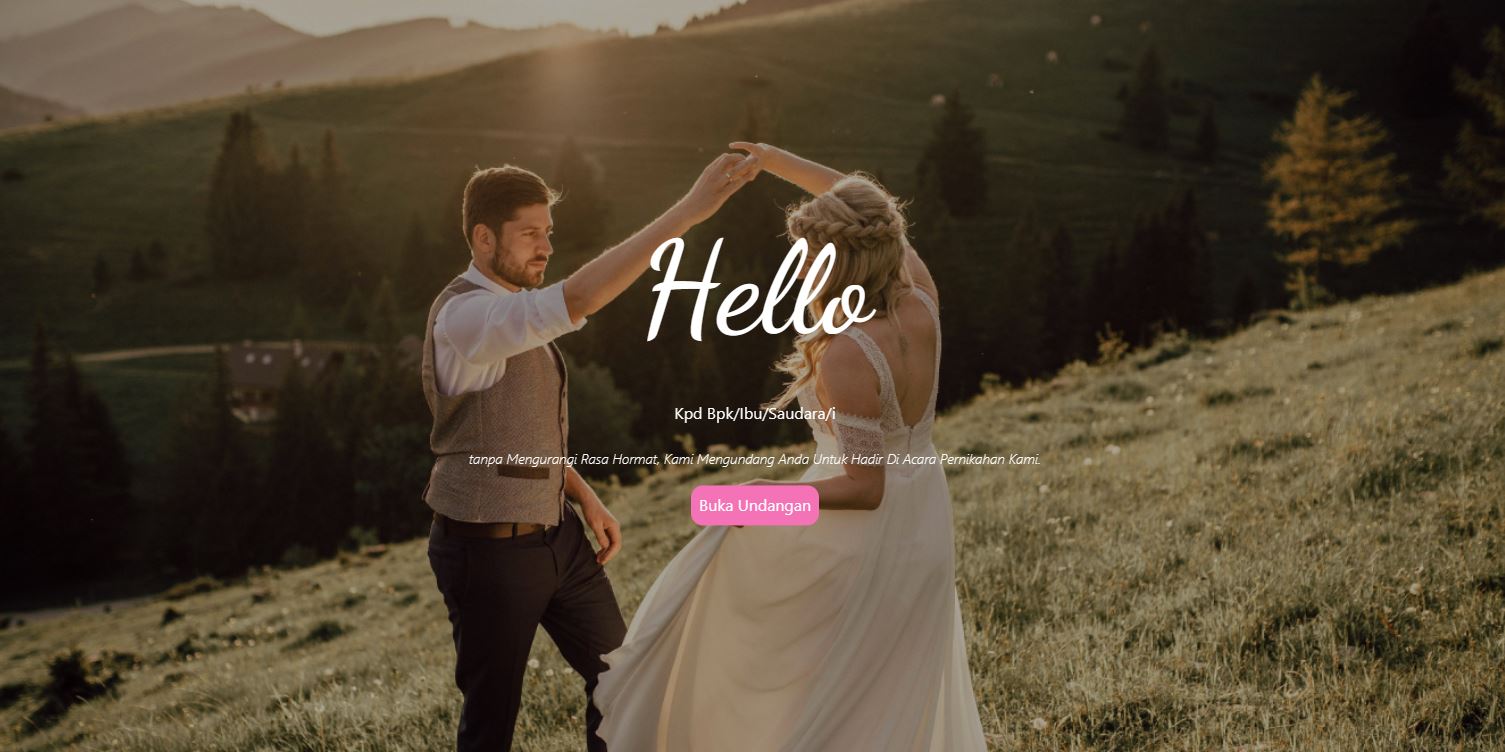 Hello
Kpd Bpk/Ibu/Saudara/i
tanpa Mengurangi Rasa Hormat, Kami Mengundang Anda Untuk Hadir Di Acara Pernikahan Kami.
Buka Undangan